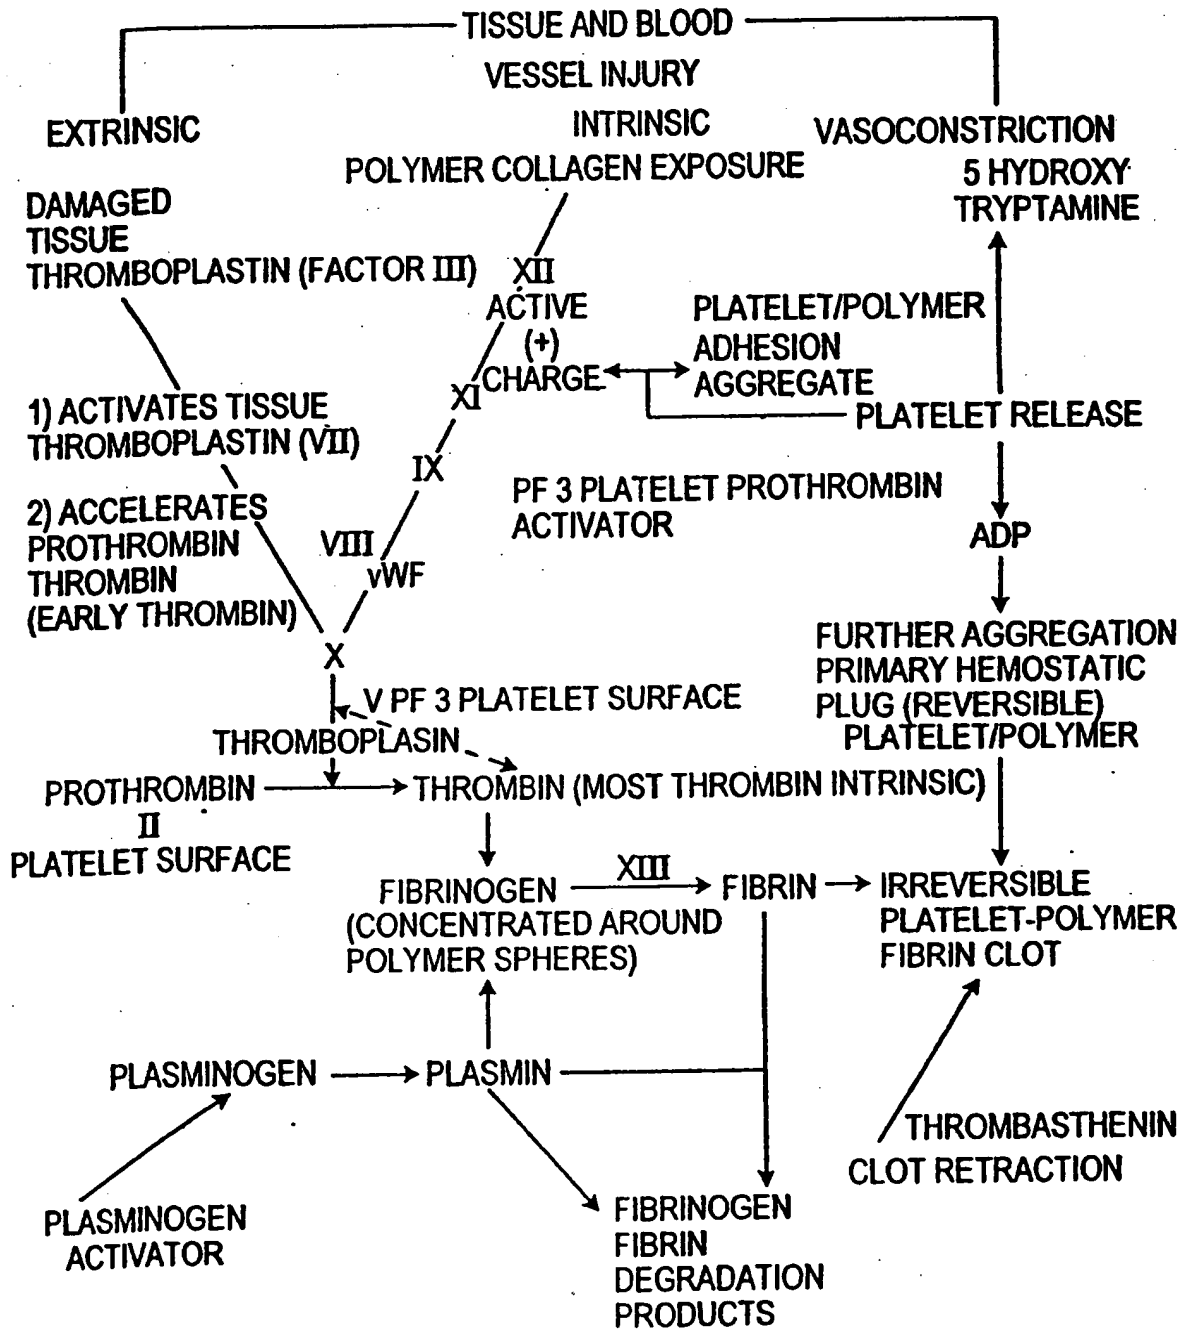 TISSUE AND BLOOD
VESSEL INJURY
EXTRINSIC
INTRINSIC
VASOCONSTRICTION
POLYMER COLLAGEN EXPOSURE
5 HYDROXY
TRYPTAMINE
DAMAGED
TISSUE
THROMBOPLASTIN (FACTOR III)
XII
ACTIVE
(+)
CHARGE
PLATELET/POLYMER
ADHESION
AGGREGATE
XI
PLATELET RELEASE
1) ACTIVATES TISSUE
THROMBOPLASTIN (VII)
IX
PF 3 PLATELET PROTHROMBIN
ACTIVATOR
2) ACCELERATES
PROTHROMBIN
THROMBIN
(EARLY THROMBIN)
VIII
vWF
ADP
X
FURTHER AGGREGATION
PRIMARY HEMOSTATIC
PLUG (REVERSIBLE)
PLATELET/POLYMER
V PF 3 PLATELET SURFACE
THROMBOPLASIN
PROTHROMBIN
II
PLATELET SURFACE
THROMBIN (MOST THROMBIN INTRINSIC)
FIBRINOGEN
(CONCENTRATED AROUND
POLYMER SPHERES)
XIII
FIBRIN
IRREVERSIBLE
PLATELET-POLYMER
FIBRIN CLOT
PLASMINOGEN
PLASMIN
THROMBASTHENIN
CLOT RETRACTION
PLASMINOGEN
ACTIVATOR
FIBRINOGEN
FIBRIN
DEGRADATION
PRODUCTS